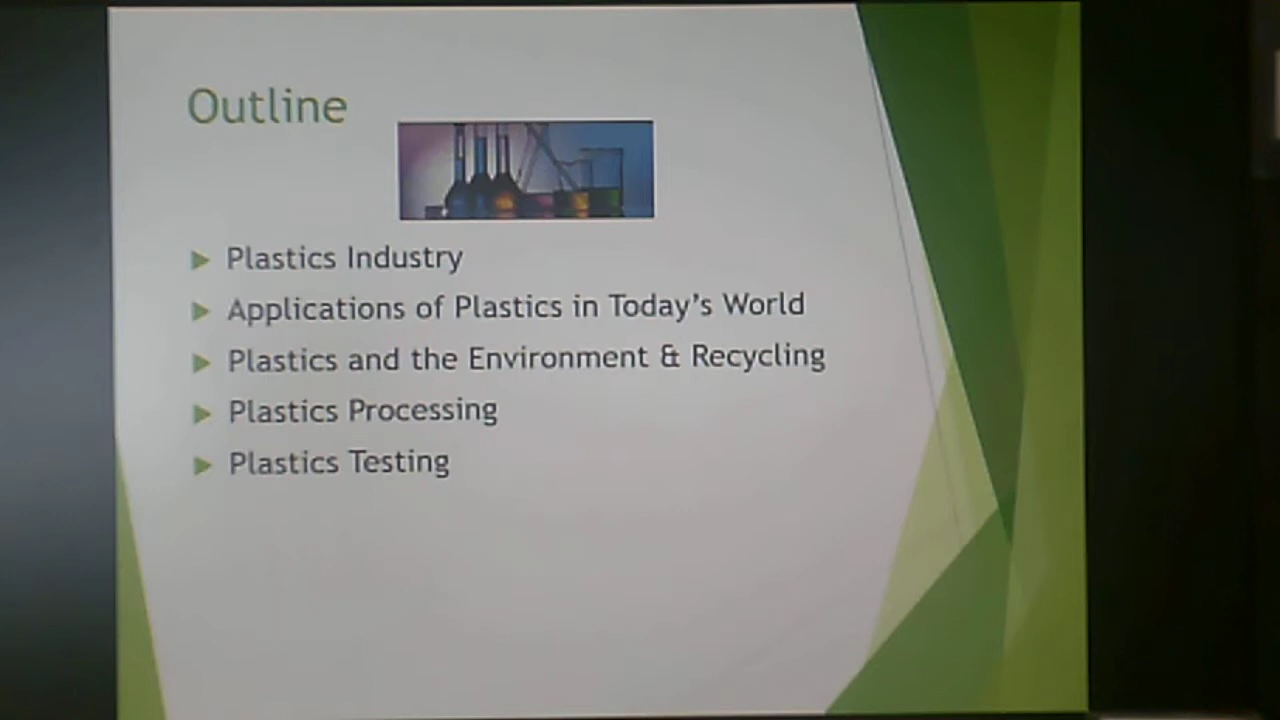 Outline
Plastics Industry
Applications of Plastics in Today's World
Plastics and the Environment & Recycling
Plastics Processing
Plastics Testing